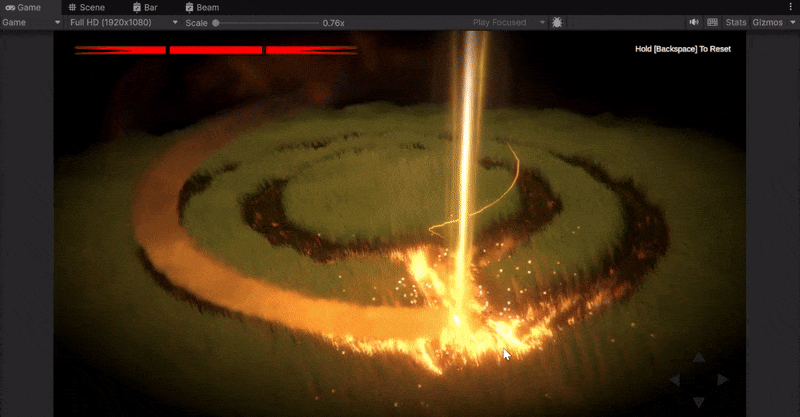 Game Scene Bar Beam
Game Full HD (1920x1080) Scale 0.76x Play Focused Stats Gizmos
Hold [Backspace] To Reset